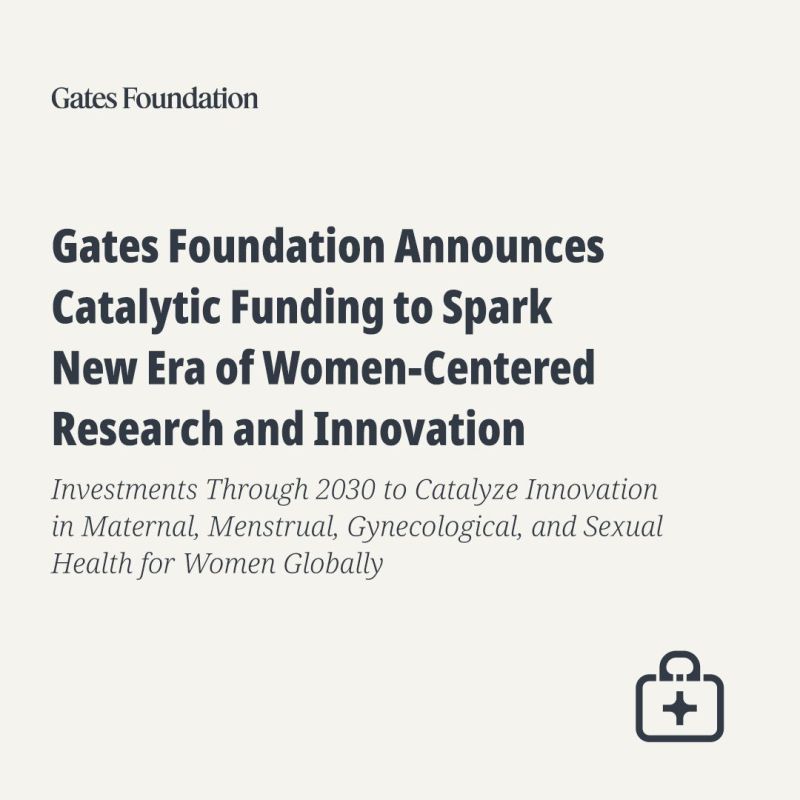 Gates Foundation
Gates Foundation Announces
Catalytic Funding to Spark
New Era of Women-Centered
Research and Innovation
Investments Through 2030 to Catalyze Innovation
in Maternal, Menstrual, Gynecological, and Sexual
Health for Women Globally